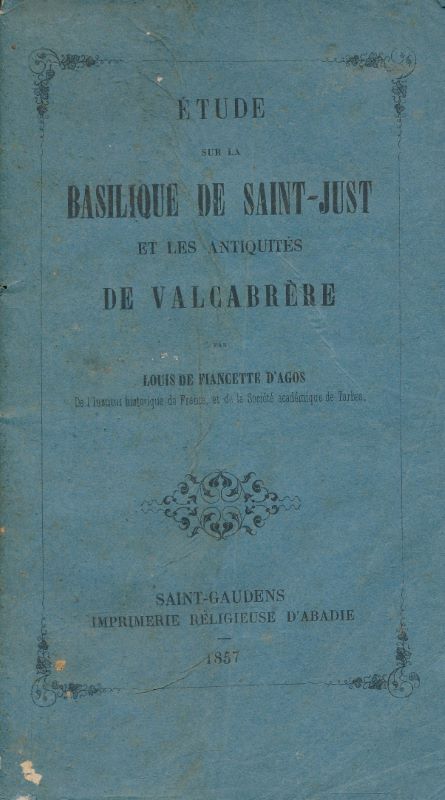 ÉTUDE
SUR LA
BASILIQUE DE SAINT-JUST
ET LES ANTIQUITÉS
DE VALCABRÈRE
PAR
LOUIS DE FIANCETTE D'AGOS
De l'Institut historique de France, et de la Société académique de Tarbes.
SAINT-GAUDENS
IMPRIMERIE RÉLIGIEUSE D'ABADIE
1857